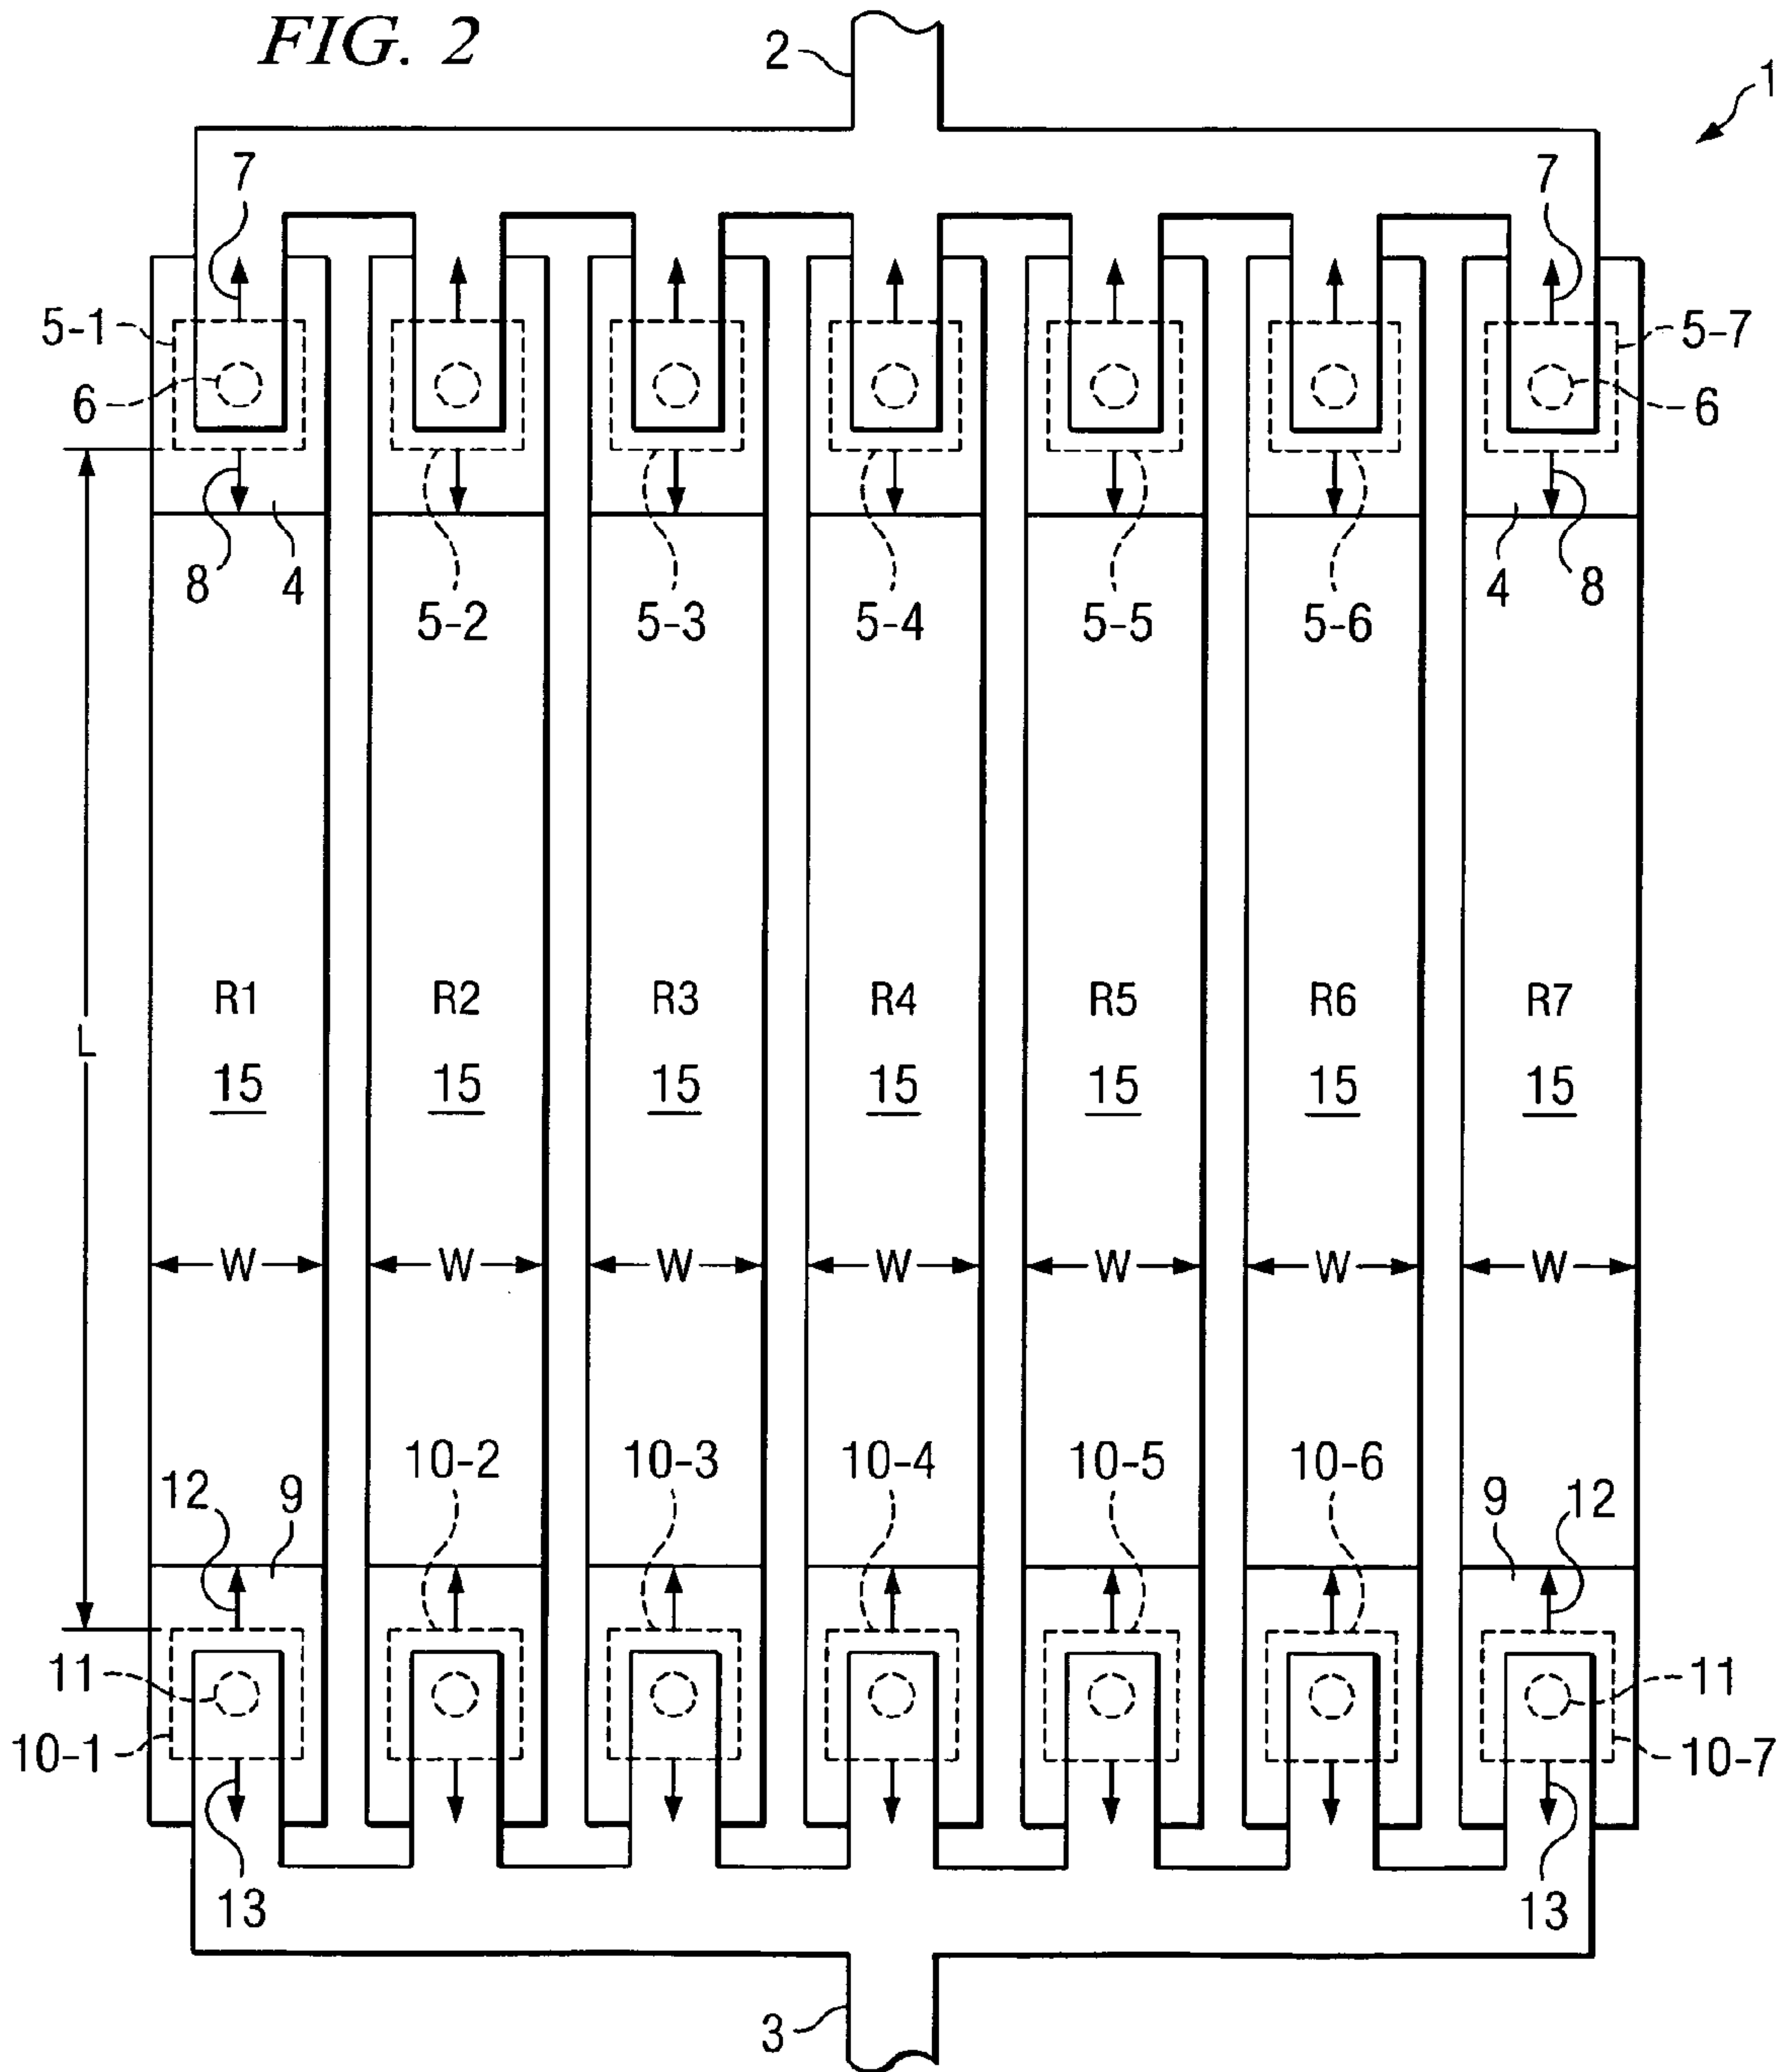 FIG. 2
2
1
7 7
5-1 5-7
6 6
8 4 4 8
5-2 5-3 5-4 5-5 5-6
R1 R2 R3 R4 R5 R6 R7
L
15 15 15 15 15 15 15
W W W W W W W
10-2 10-3 10-4 10-5 10-6
12 9 9 12
11 11
10-1 10-7
13 13
3